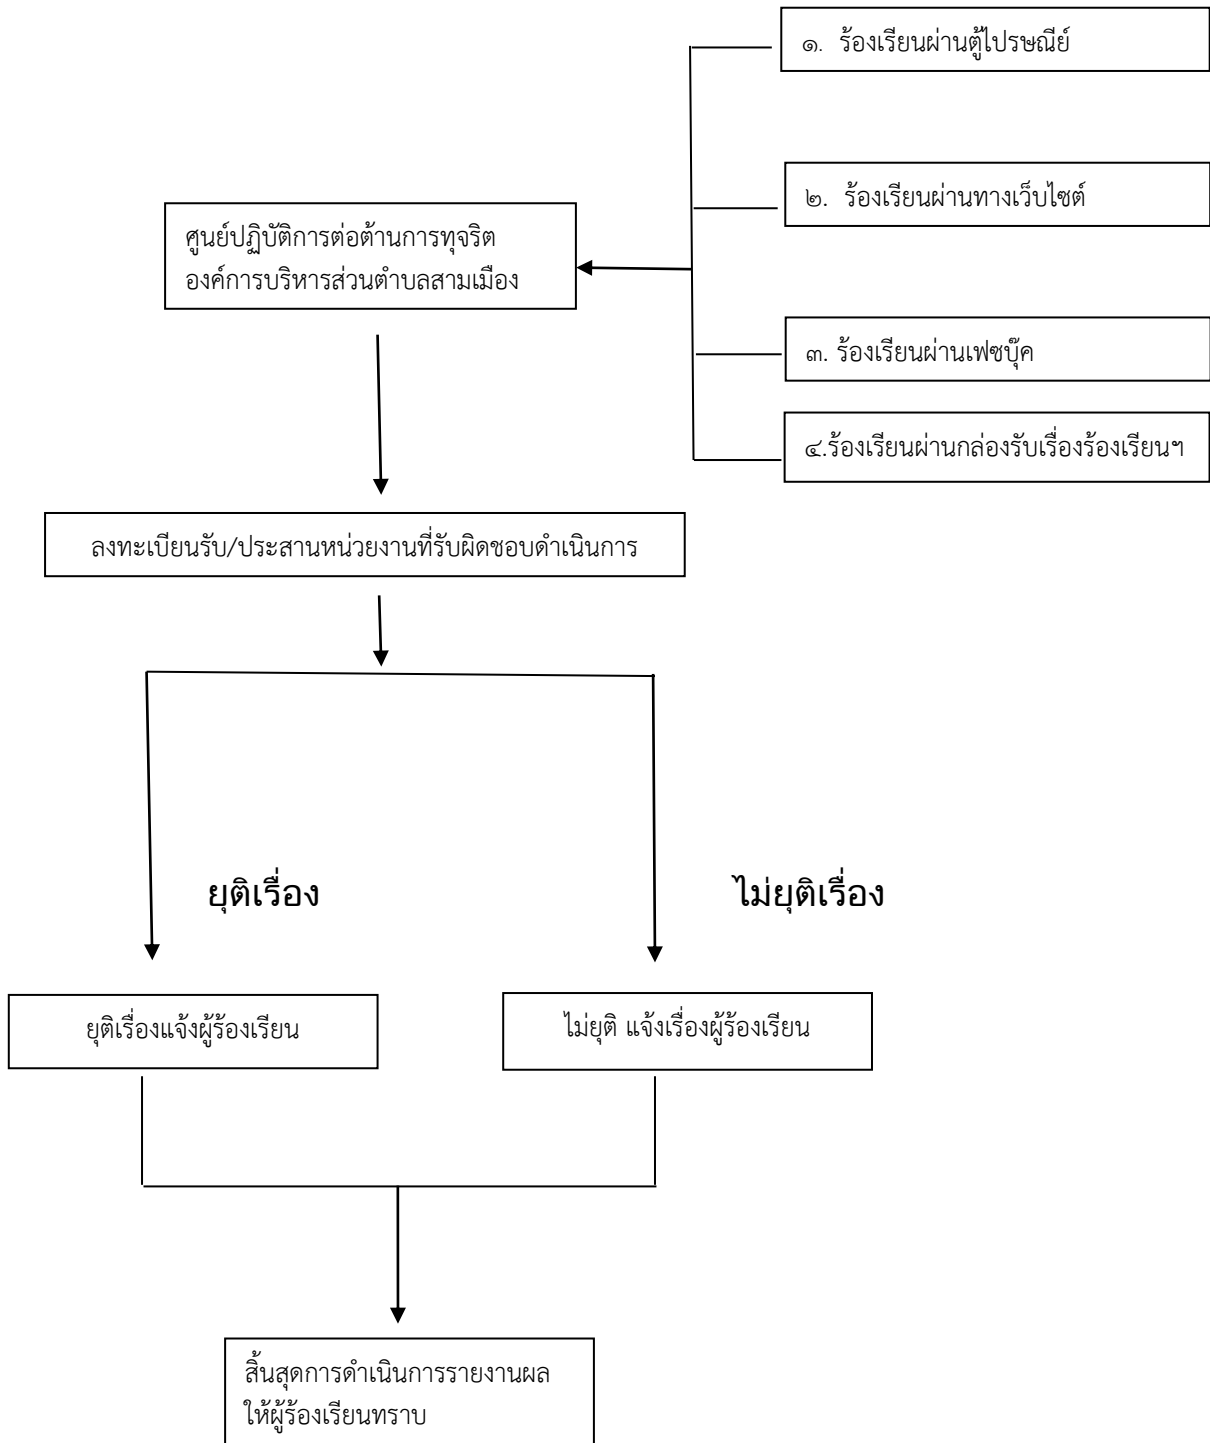 ๑. ร้องเรียนผ่านตู้ไปรษณีย์
๒. ร้องเรียนผ่านทางเว็บไซต์
ศูนย์ปฏิบัติการต่อต้านการทุจริต
องค์การบริหารส่วนตำบลสามเมือง
๓. ร้องเรียนผ่านเฟซบุ๊ค
๔.ร้องเรียนผ่านกล่องรับเรื่องร้องเรียนฯ
ลงทะเบียนรับ/ประสานหน่วยงานที่รับผิดชอบดำเนินการ
ยุติเรื่อง
ไม่ยุติเรื่อง
ยุติเรื่องแจ้งผู้ร้องเรียน
ไม่ยุติ แจ้งเรื่องผู้ร้องเรียน
สิ้นสุดการดำเนินการรายงานผล
ให้ผู้ร้องเรียนทราบ